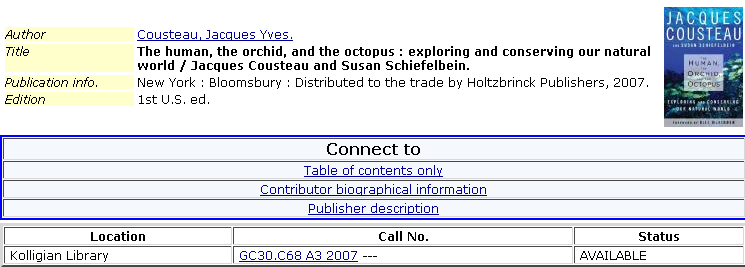 Author Cousteau, Jacques Yves.
Title The human, the orchid, and the octopus : exploring and conserving our natural
world / Jacques Cousteau and Susan Schiefelbein.
Publication info. New York : Bloomsbury : Distributed to the trade by Holtzbrinck Publishers, 2007.
Edition 1st U.S. ed.
JACQUES
COUSTEAU
AND SUSAN SCHIEFELBEIN
THE
HUMAN,
THE
ORCHID,
AND THE
OCTOPUS
EXPLORING AND CONSERVING
OUR NATURAL WORLD
FOREWORD BY BILL MCKIBBEN
Connect to
Table of contents only
Contributor biographical information
Publisher description
Location Call No. Status
Kolligian Library GC30.C68 A3 2007 --- AVAILABLE